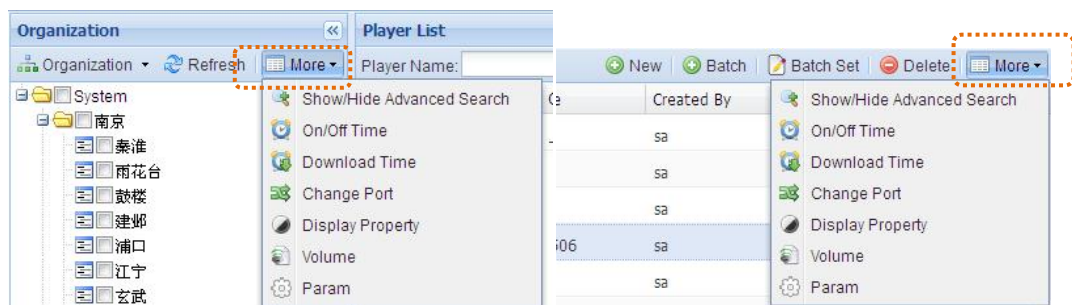 Organization
Player List
Organization Refresh More Player Name:
System
南京
秦淮
雨花台
鼓楼
建邺
浦口
江宁
玄武
Show/Hide Advanced Search
On/Off Time
Download Time
Change Port
Display Property
Volume
Param
New Batch Batch Set Delete More
Created By
sa
sa
sa
606 sa
sa
Show/Hide Advanced Search
On/Off Time
Download Time
Change Port
Display Property
Volume
Param